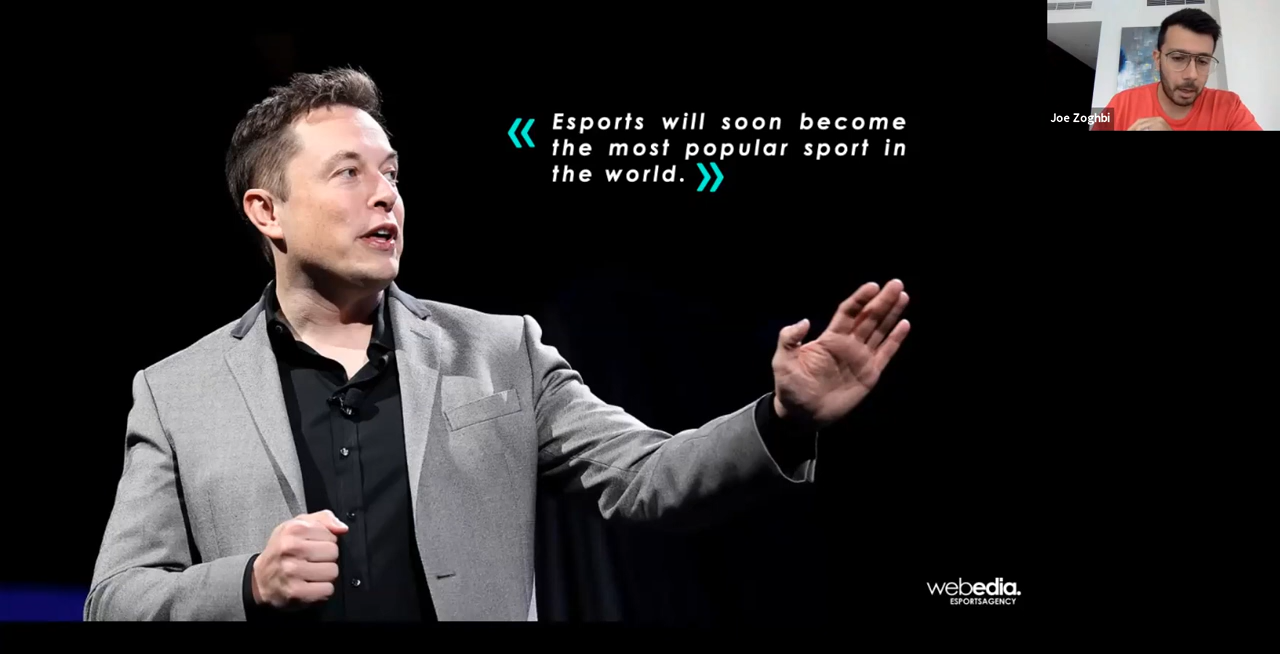 « Esports will soon become
the most popular sport in
the world. »
Joe Zoghbi
webedia.
ESPORTSAGENCY